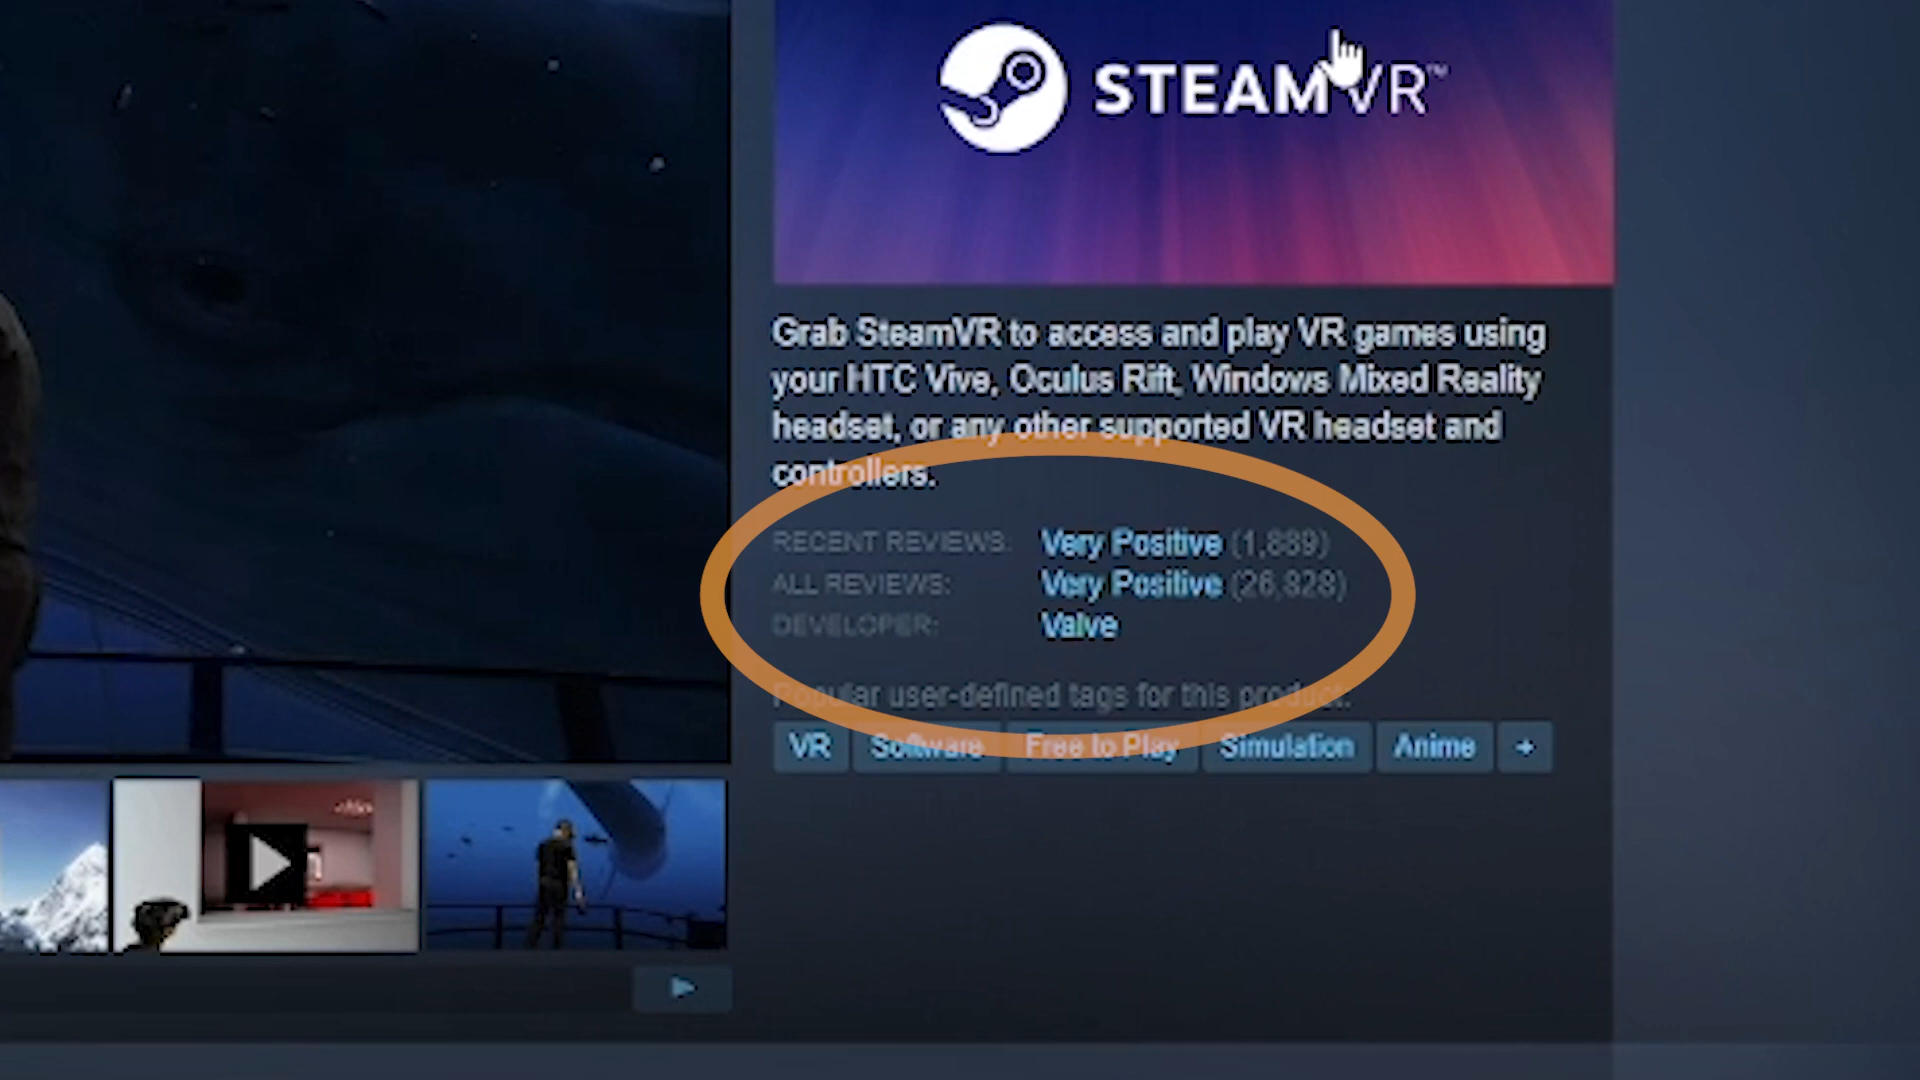 STEAMVR™
Grab SteamVR to access and play VR games using
your HTC Vive, Oculus Rift, Windows Mixed Reality
headset, or any other supported VR headset and
controllers.
RECENT REVIEWS: Very Positive (1,889)
ALL REVIEWS: Very Positive (26,828)
DEVELOPER: Valve
Popular user-defined tags for this product:
VR Software Free to Play Simulation Anime +